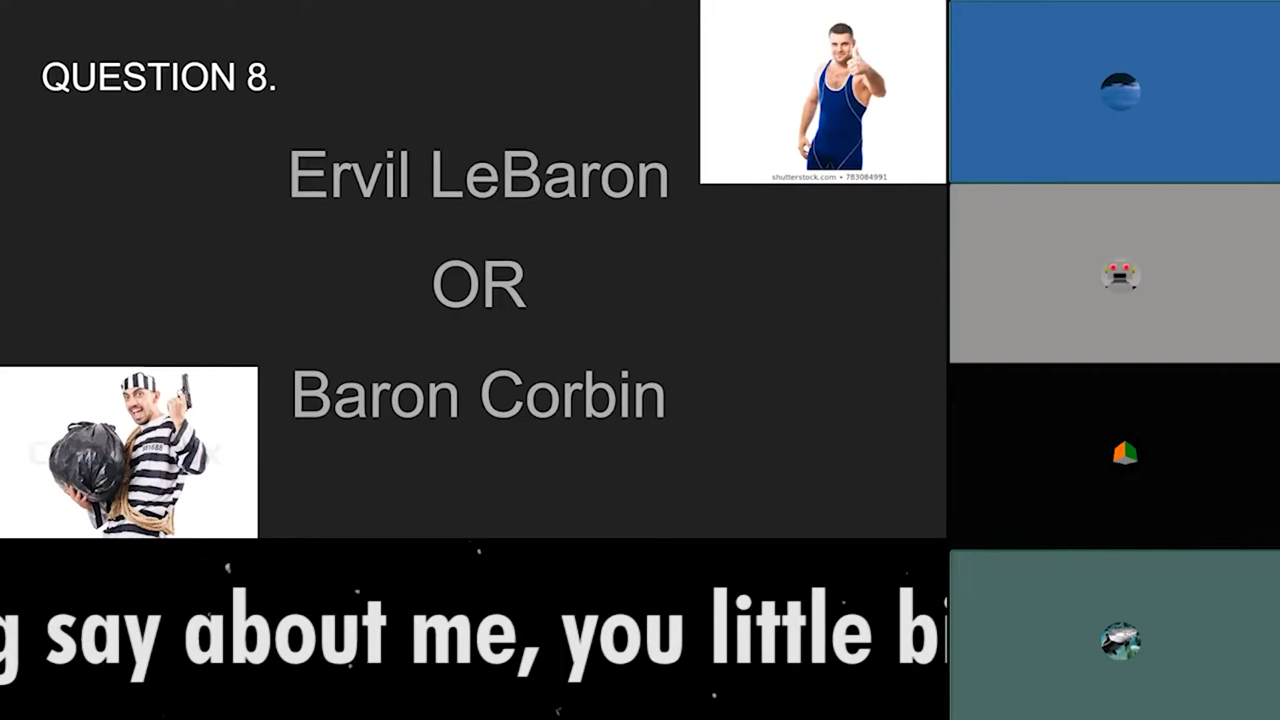 QUESTION 8.
shutterstock.com • 783084991
Ervil LeBaron
OR
Baron Corbin
g say about me, you little bi